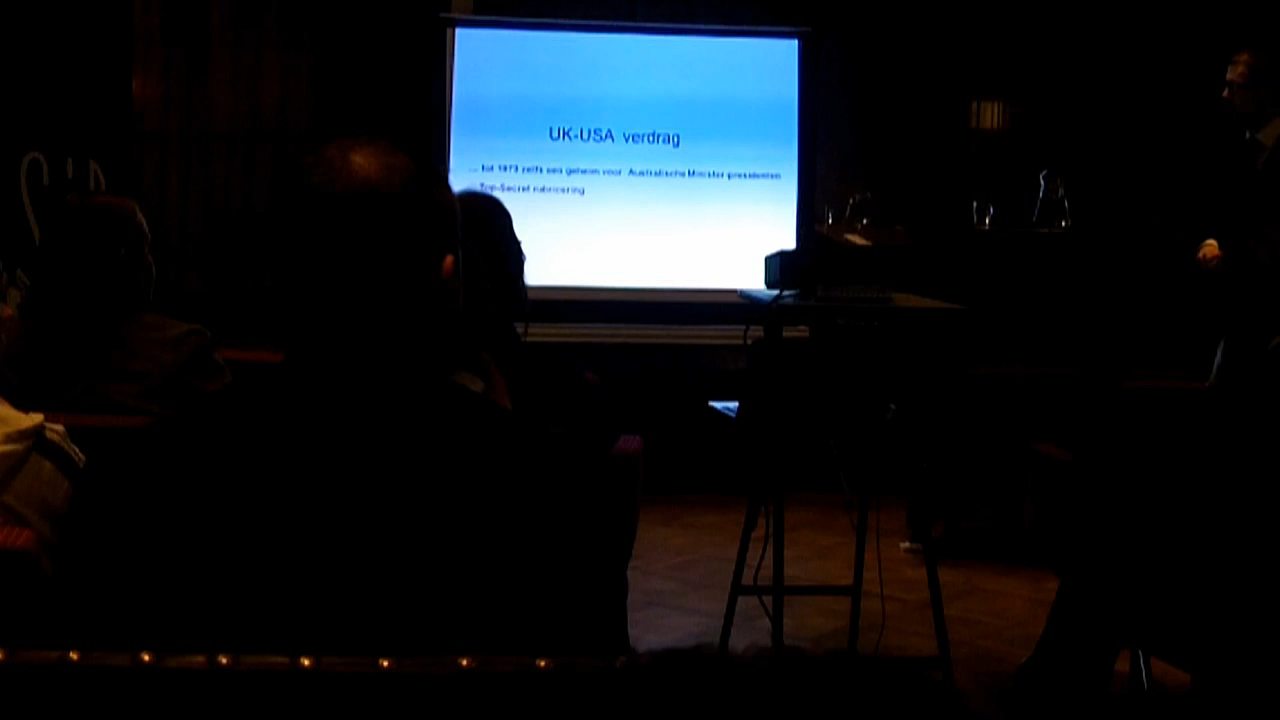 UK-USA verdrag
... tot 1973 zelfs een geheim voor Australische Minister-presidenten
Top-Secret rubricering